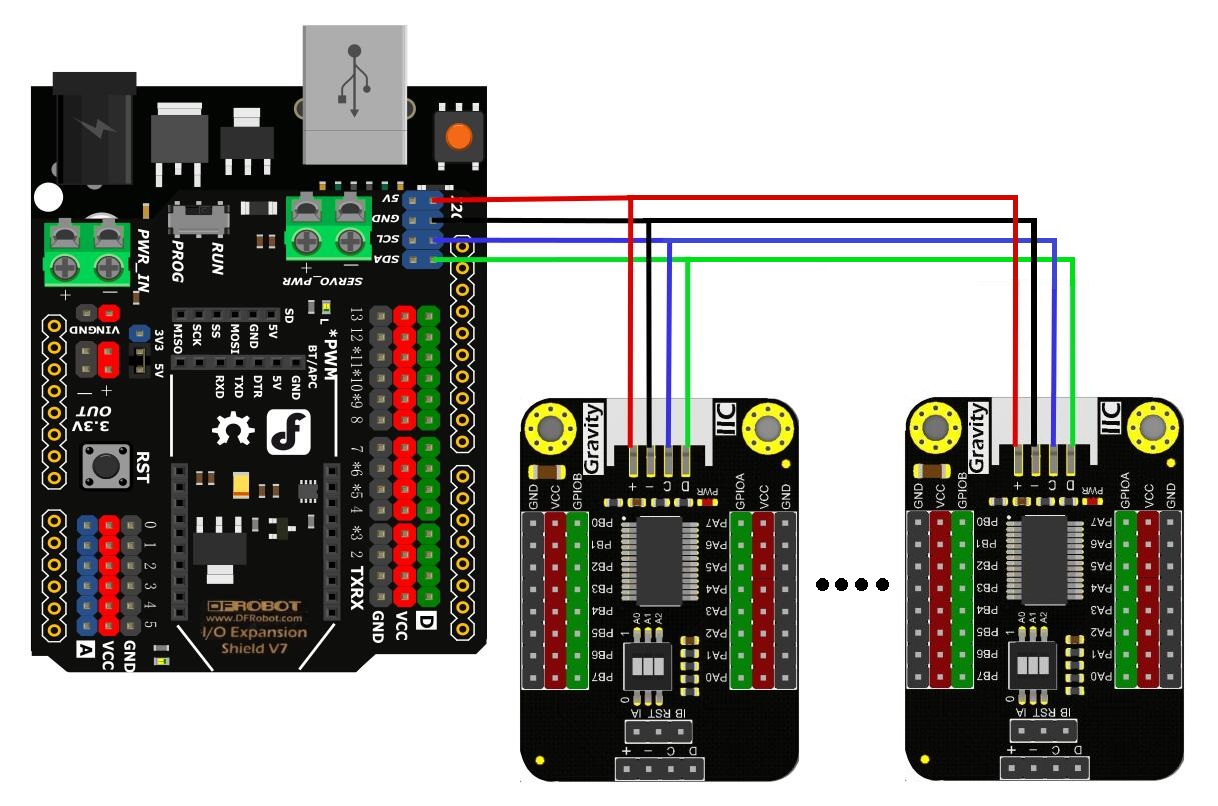 5V
GND
SCL
SDA
PWR_IN
PROG
RUN
+ −
SERVO_PWR
+ −
VINGND
3V3
5V
− +
OUT
3.3V
RST
MISO
SCK
SS
MOSI
GND
5V
SD
L
*PWM
BT/APC
RXD
TXD
DTR
5V
GND
13
12
*11
*10
*9
8
7
*6
*5
4
*3
2
TXRX
GND
VCC
D
0
1
2
3
4
5
A
VCC
GND
DFROBOT
www.DFRobot.com
I/O Expansion
Shield V7
Gravity
IIC
+ − C D
PWR
GND
VCC
GPIOB
GPIOA
VCC
GND
PB0
PB1
PB2
PB3
PB4
PB5
PB6
PB7
PA7
PA6
PA5
PA4
PA3
PA2
PA1
PA0
A0
A1
A2
1
0
IA RST IB
+ − C D
Gravity
IIC
+ − C D
PWR
GND
VCC
GPIOB
GPIOA
VCC
GND
PB0
PB1
PB2
PB3
PB4
PB5
PB6
PB7
PA7
PA6
PA5
PA4
PA3
PA2
PA1
PA0
A0
A1
A2
1
0
IA RST IB
+ − C D